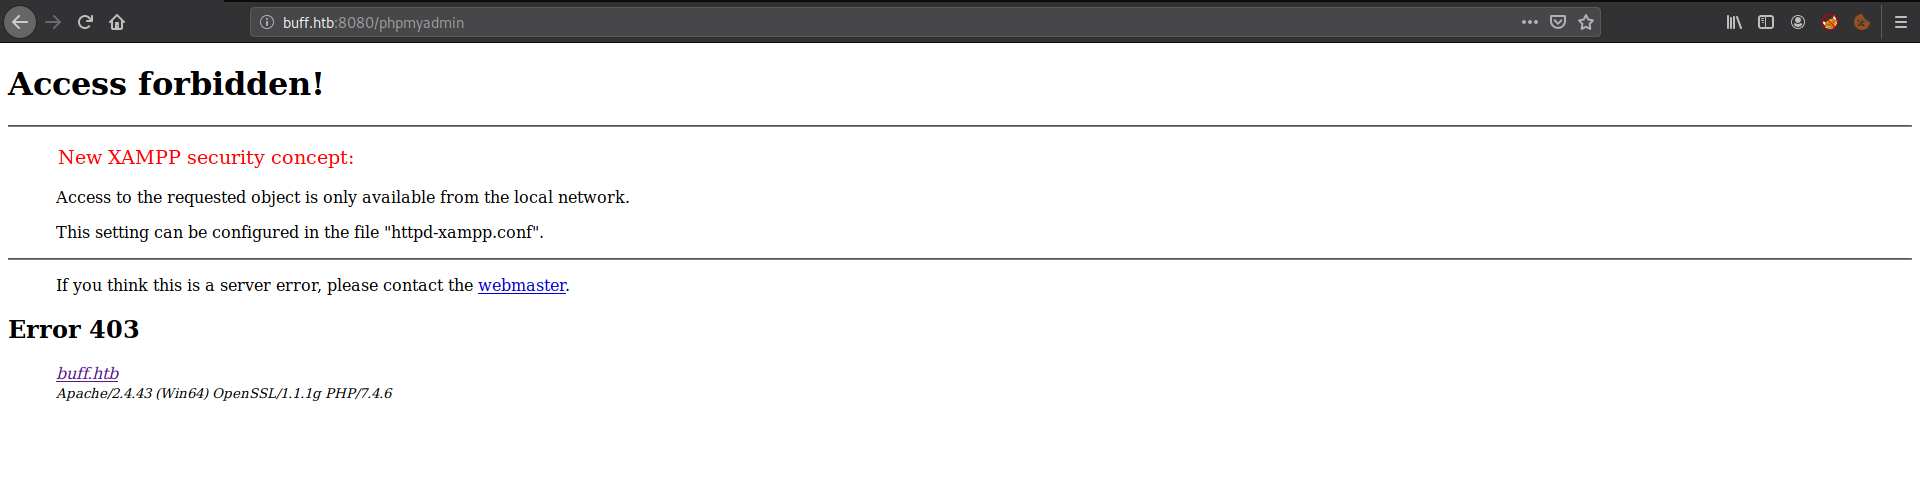 buff.htb:8080/phpmyadmin
Access forbidden!
New XAMPP security concept:
Access to the requested object is only available from the local network.
This setting can be configured in the file "httpd-xampp.conf".
If you think this is a server error, please contact the webmaster.
Error 403
buff.htb
Apache/2.4.43 (Win64) OpenSSL/1.1.1g PHP/7.4.6